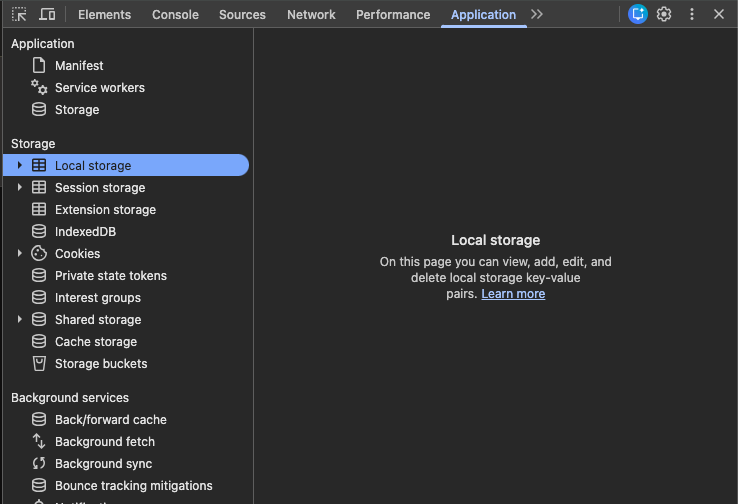 Elements Console Sources Network Performance Application
Application
Manifest
Service workers
Storage
Storage
Local storage
Session storage
Extension storage
IndexedDB
Cookies
Private state tokens
Interest groups
Shared storage
Cache storage
Storage buckets
Background services
Back/forward cache
Background fetch
Background sync
Bounce tracking mitigations
Local storage
On this page you can view, add, edit, and
delete local storage key-value
pairs. Learn more